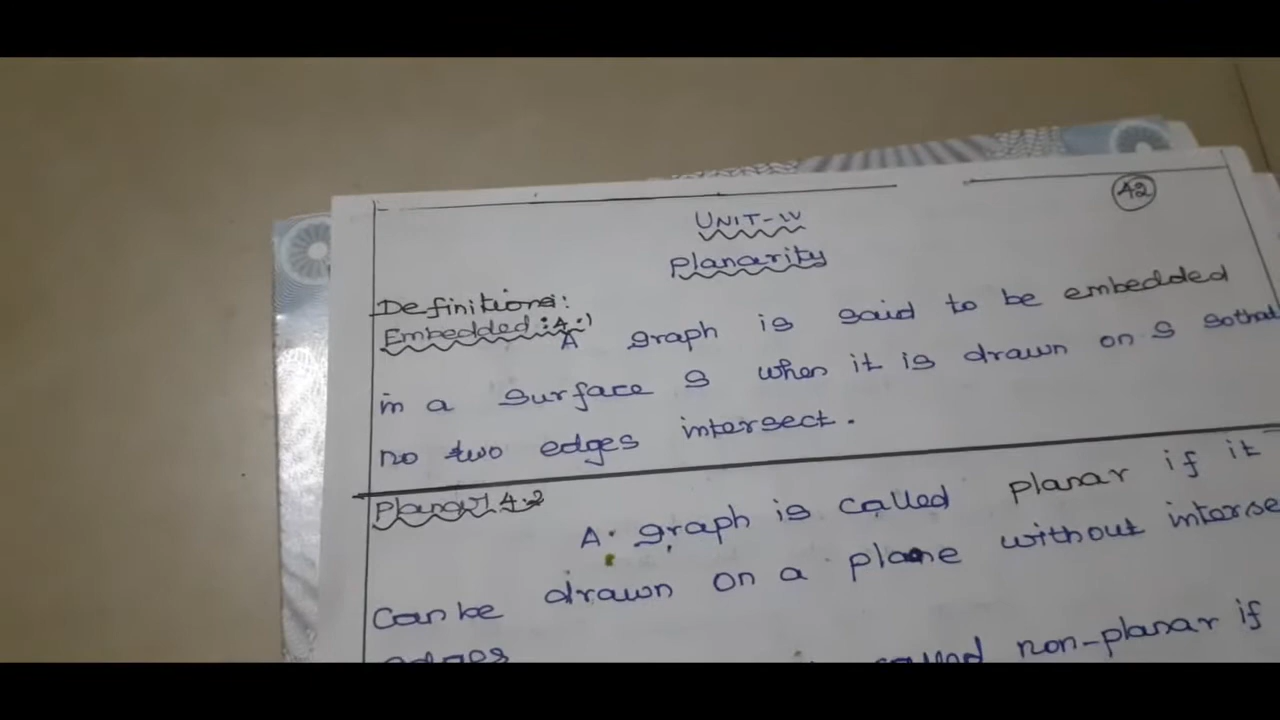 42
UNIT-IV
Planarity
Definitions:
Embedded:4.1
A graph is said to be embedded
in a surface S when it is drawn on S sothat
no two edges intersect.
Planar 4.2
A graph is called planar if it
can be drawn on a plane without interse
edges
non-planar if